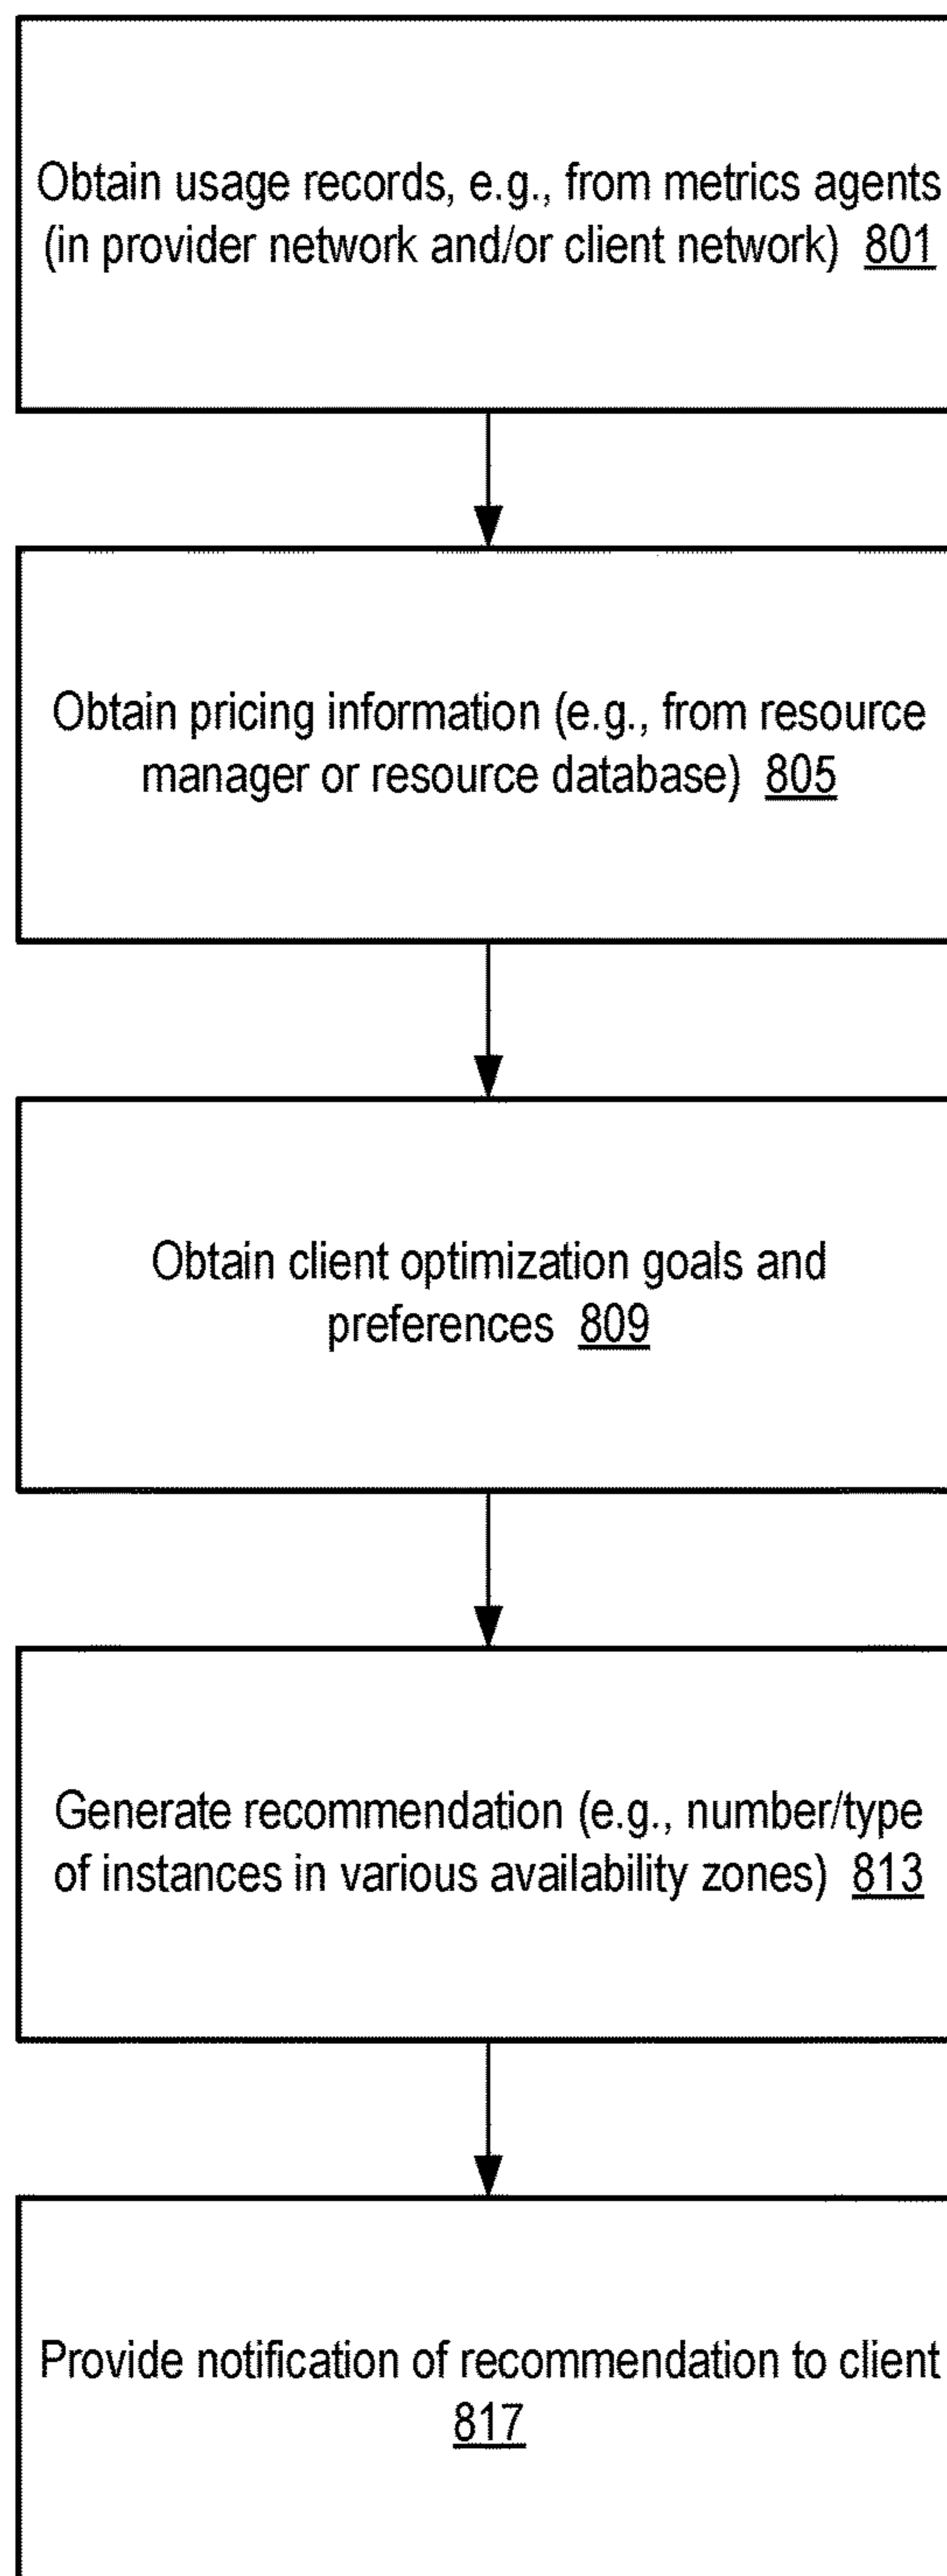 Obtain usage records, e.g., from metrics agents
(in provider network and/or client network) 801
Obtain pricing information (e.g., from resource
manager or resource database) 805
Obtain client optimization goals and
preferences 809
Generate recommendation (e.g., number/type
of instances in various availability zones) 813
Provide notification of recommendation to client
817